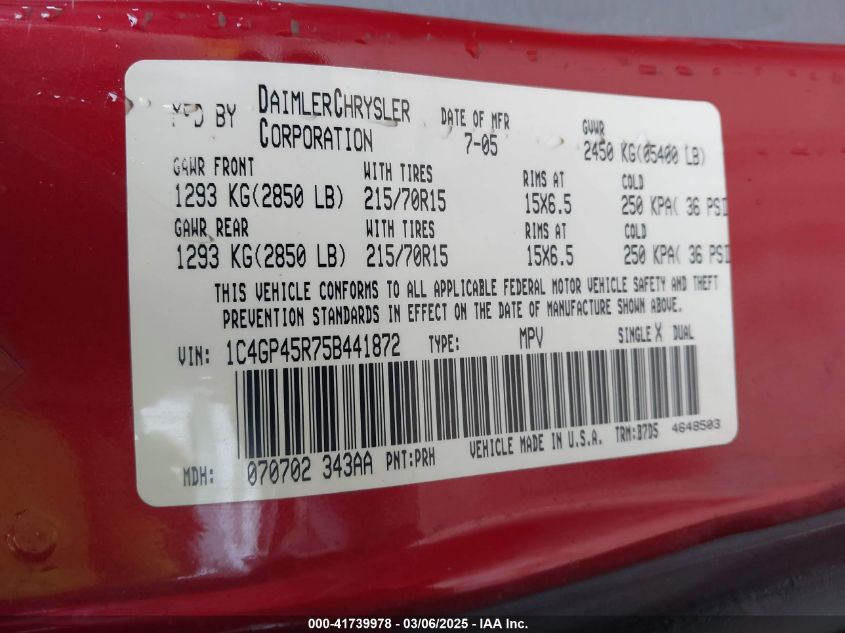 MFD BY DAIMLERCHRYSLER CORPORATION DATE OF MFR 7-05 GVWR 2450 KG(05400 LB)
GAWR FRONT WITH TIRES RIMS AT COLD
1293 KG(2850 LB) 215/70R15 15X6.5 250 KPA( 36 PSI
GAWR REAR WITH TIRES RIMS AT COLD
1293 KG(2850 LB) 215/70R15 15X6.5 250 KPA( 36 PSI
THIS VEHICLE CONFORMS TO ALL APPLICABLE FEDERAL MOTOR VEHICLE SAFETY AND THEFT
PREVENTION STANDARDS IN EFFECT ON THE DATE OF MANUFACTURE SHOWN ABOVE.
VIN: 1C4GP45R75B441872 TYPE: MPV SINGLE X DUAL
MDH: 070702 343AA PNT:PRH VEHICLE MADE IN U.S.A. TRM:B7D5 4648503
000-41739978 - 03/06/2025 - IAA Inc.